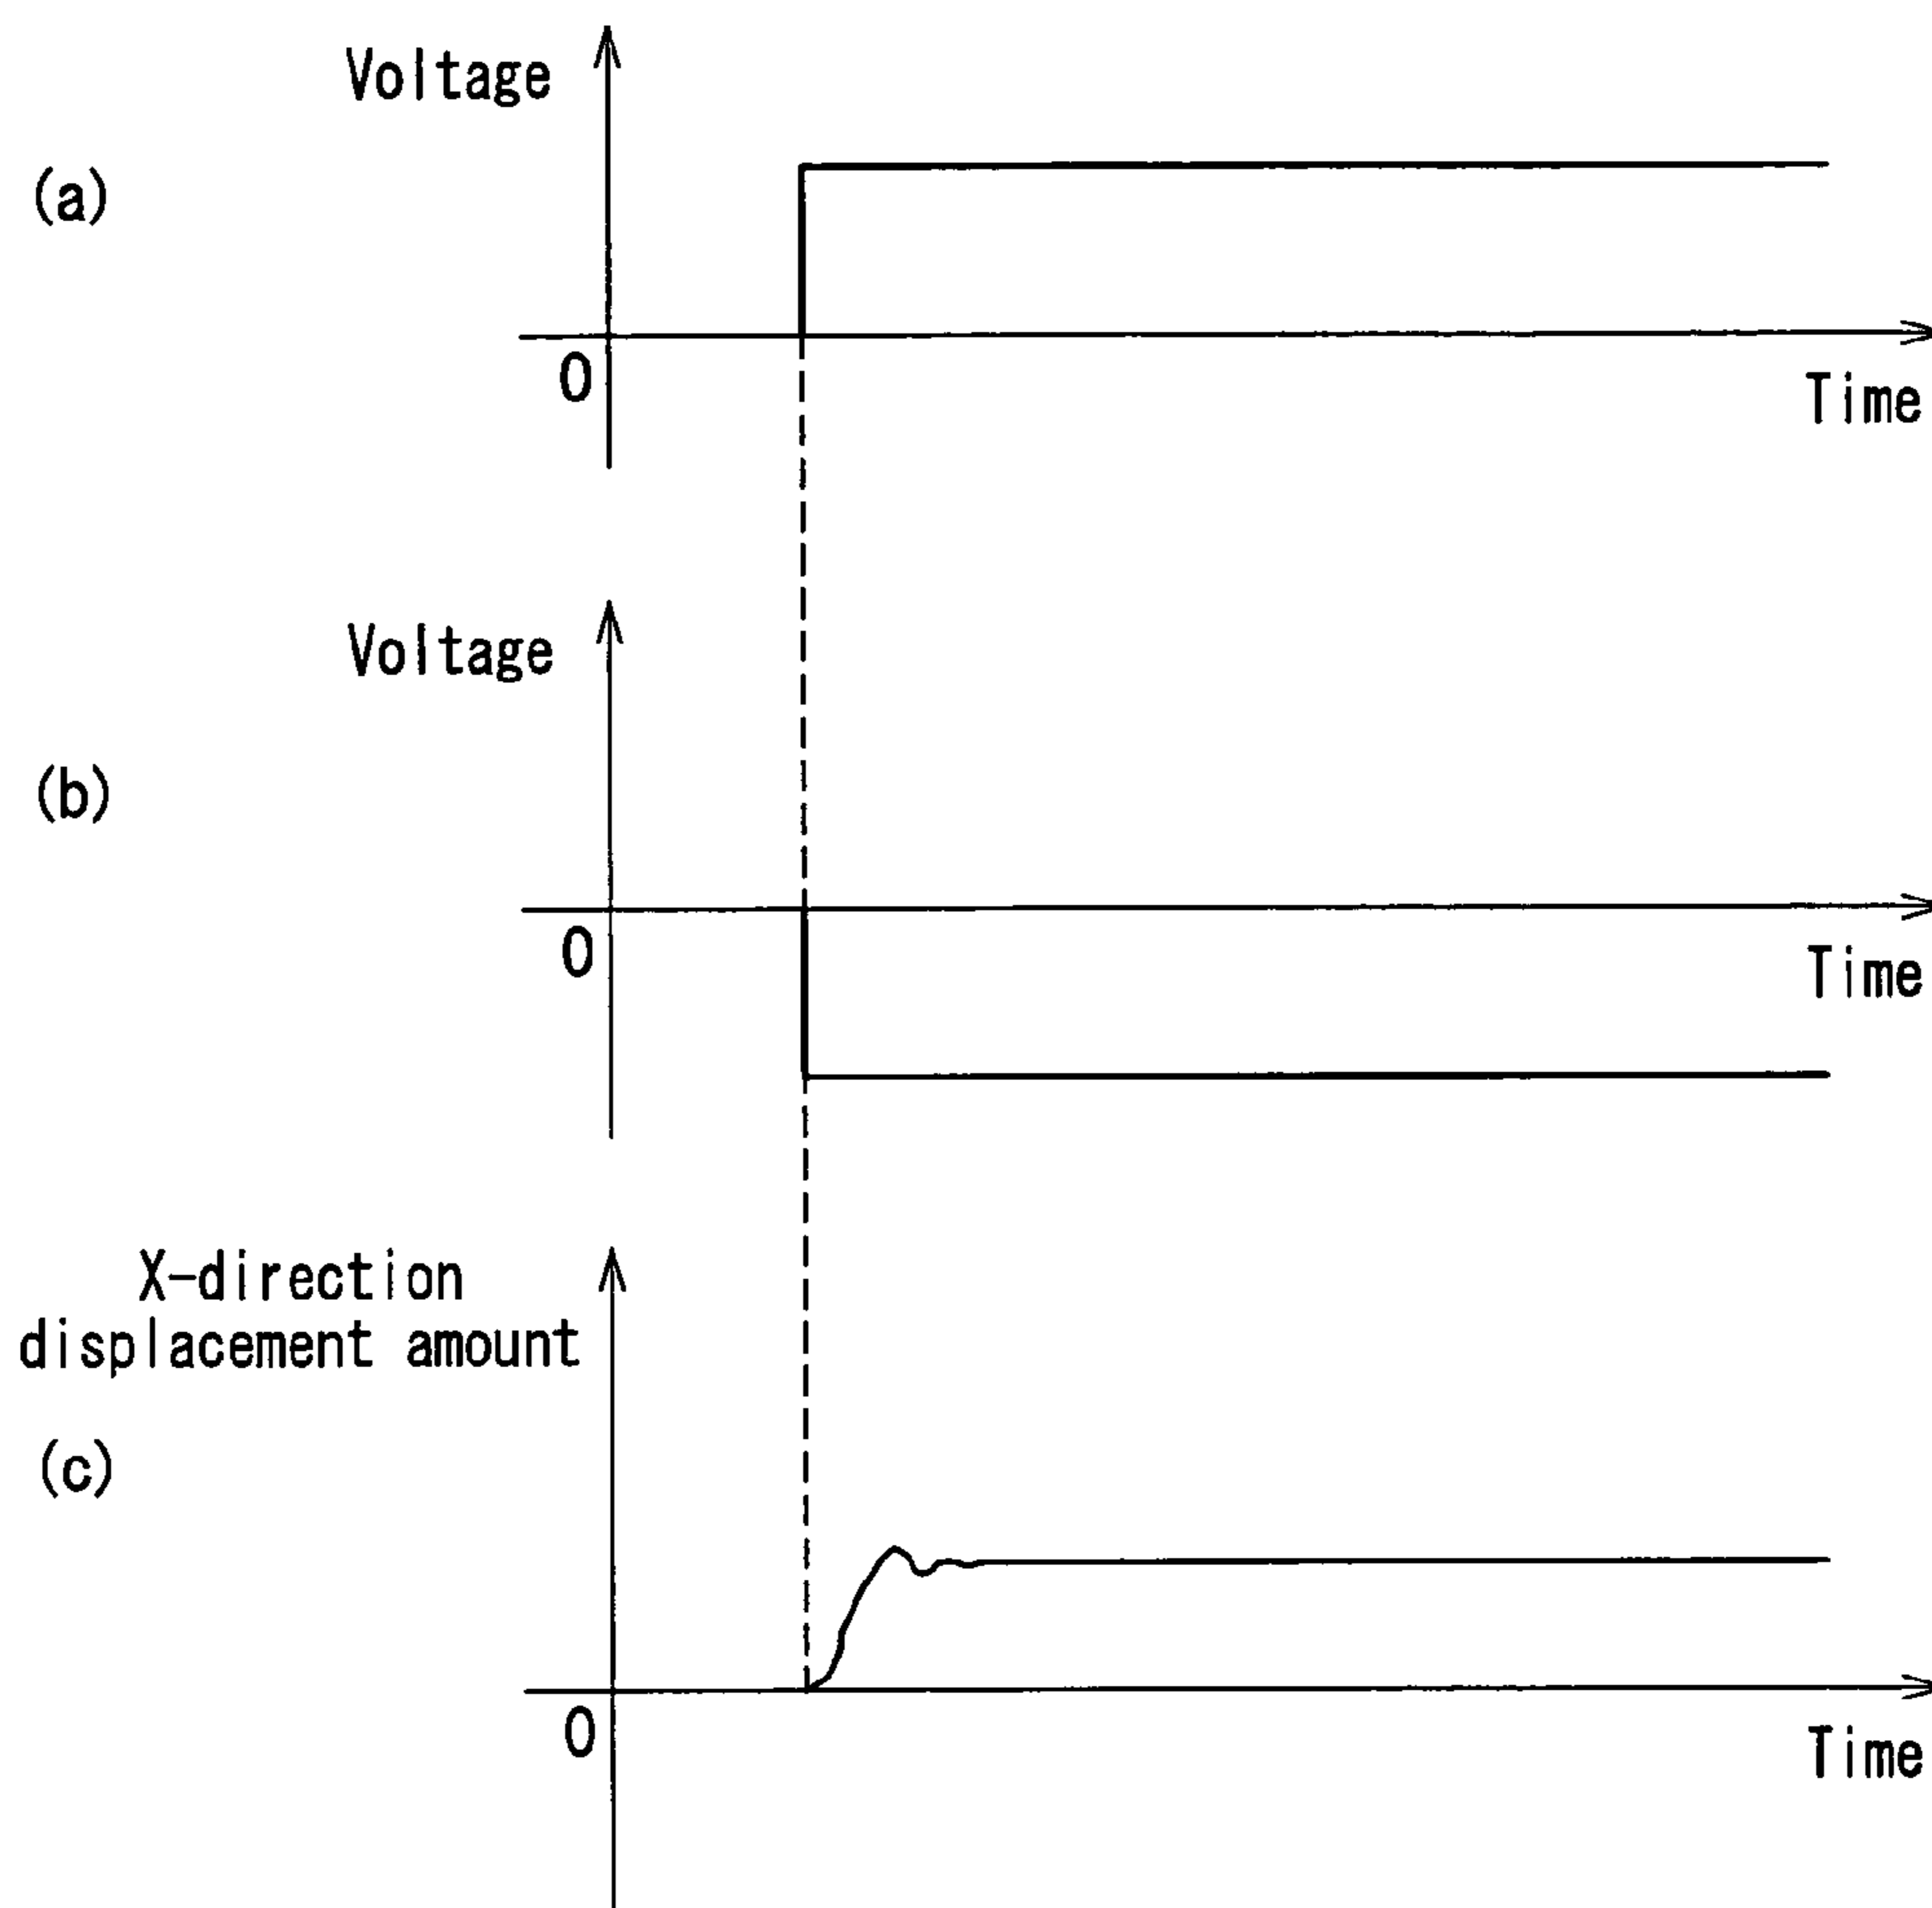 Voltage
(a)
0
Time
Voltage
(b)
0
Time
X-direction
displacement amount
(c)
0
Time